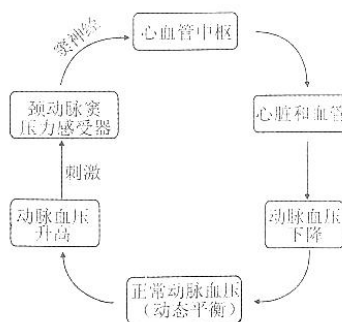 窦神经
心血管中枢
颈动脉窦
压力感受器
心脏和血管
刺激
动脉血压
升高
动脉血压
下降
正常动脉血压
(动态平衡)